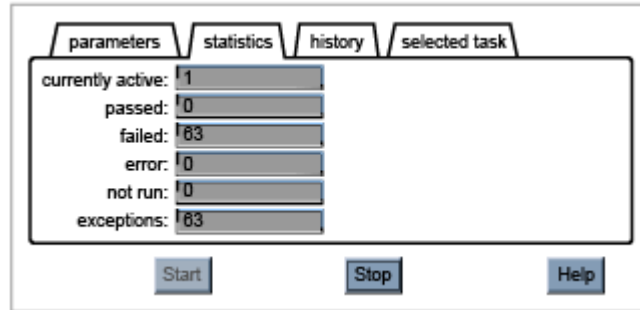 parameters statistics history selected task
currently active: 1
passed: 0
failed: 63
error: 0
not run: 0
exceptions: 63
Start Stop Help